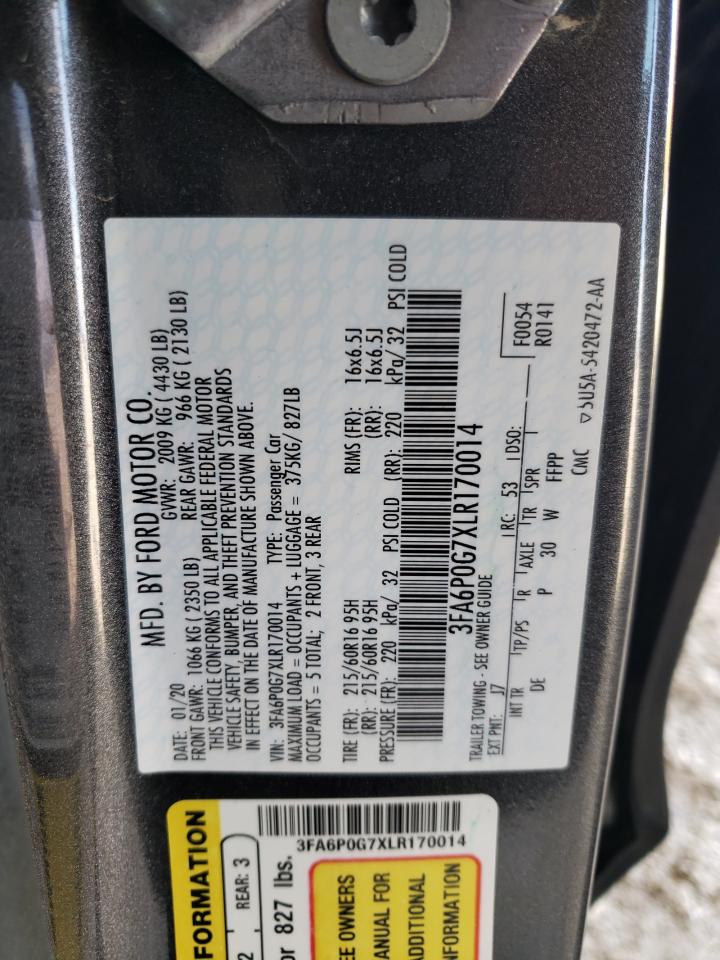 MFD. BY FORD MOTOR CO.
DATE: 01/20 GVWR: 2009 KG ( 4430 LB)
FRONT GAWR: 1066 KG ( 2350 LB) REAR GAWR: 966 KG ( 2130 LB)
THIS VEHICLE CONFORMS TO ALL APPLICABLE FEDERAL MOTOR
VEHICLE SAFETY, BUMPER, AND THEFT PREVENTION STANDARDS
IN EFFECT ON THE DATE OF MANUFACTURE SHOWN ABOVE.
VIN: 3FA6P0G7XLR170014 TYPE: Passenger Car
MAXIMUM LOAD = OCCUPANTS + LUGGAGE = 375KG/ 827LB
OCCUPANTS = 5 TOTAL; 2 FRONT, 3 REAR
TIRE (FR): 215/60R16 95H RIMS (FR): 16x6.5J
(RR): 215/60R16 95H (RR): 16x6.5J
PRESSURE (FR): 220 kPa/ 32 PSI COLD (RR): 220 kPa/ 32 PSI COLD
3FA6P0G7XLR170014
TRAILER TOWING - SEE OWNER GUIDE
EXT PNT: J7 RC: 53 DSO: F0054
R0141
INT TR TP/PS R AXLE TR SPR
DE P 30 W FFPP
CMC 5U5A-5420472-AA
3FA6P0G7XLR170014
FORMATION
2 REAR: 3
or 827 lbs.
EE OWNERS
ANUAL FOR
ADDITIONAL
NFORMATION